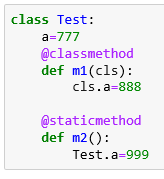 class Test:
    a=777
    @classmethod
    def m1(cls):
        cls.a=888

    @staticmethod
    def m2():
        Test.a=999